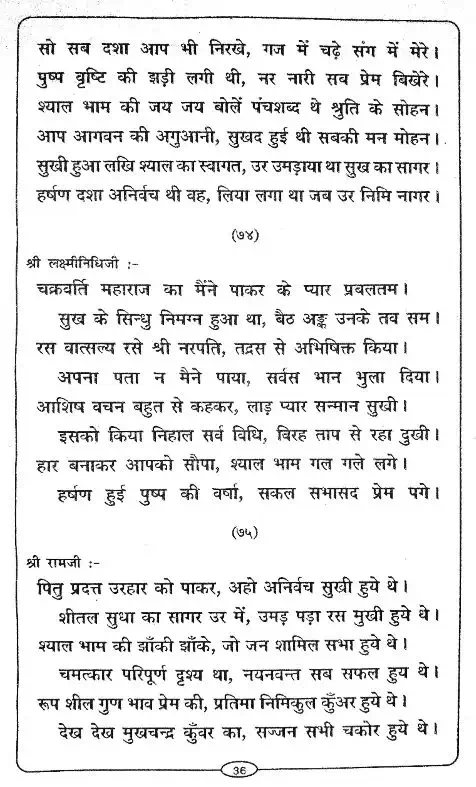 सो सब दशा आप भी निरखे, गज में चढ़े संग में मेरे।
पुष्प वृष्टि की झड़ी लगी थी, नर नारी सब प्रेम बिखेरे।
श्याल भाम की जय जय बोलें पंचशब्द थे श्रुति के सोहन।
आप आगवन की अगुआनी, सुखद हुई थी सबकी मन मोहन।
सुखी हुआ लखि श्याल का स्वागत, उर उमड़ाया था सुख का सागर।
हर्षण दशा अनिर्वच थी वह, लिया लगा था जब उर निमि नागर।
(७४)
श्री लक्ष्मीनिधिजी :-
चक्रवर्ति महाराज का मैंने पाकर के प्यार प्रबलतम।
सुख के सिन्धु निमग्न हुआ था, बैठ अङ्क उनके तव सम।
रस वात्सल्य रसे श्री नरपति, तद्रस से अभिषिक्त किया।
अपना पता न मैने पाया, सर्वस भान भुला दिया।
आशिष वचन बहुत से कहकर, लाड़ प्यार सन्मान सुखी।
इसको किया निहाल सर्व विधि, विरह ताप से रहा दुखी।
हार बनाकर आपको सौपा, श्याल भाम गल गले लगे।
हर्षण हुई पुष्प की वर्षा, सकल सभासद प्रेम पगे।
(७५)
श्री रामजी :-
पितु प्रदत्त उरहार को पाकर, अहो अनिर्वच सुखी हुये थे।
शीतल सुधा का सागर उर में, उमड़ पड़ा रस मुखी हुये थे।
श्याल भाम की झाँकी झाँके, जो जन शामिल सभा हुये थे।
चमत्कार परिपूर्ण दृश्य था, नयनवन्त सब सफल हुय थे।
रूप शील गुण भाव प्रेम की, प्रतिमा निमिकुल कुँअर हुये थे।
देख देख मुखचन्द्र कुँवर का, सज्जन सभी चकोर हुये थे।
36